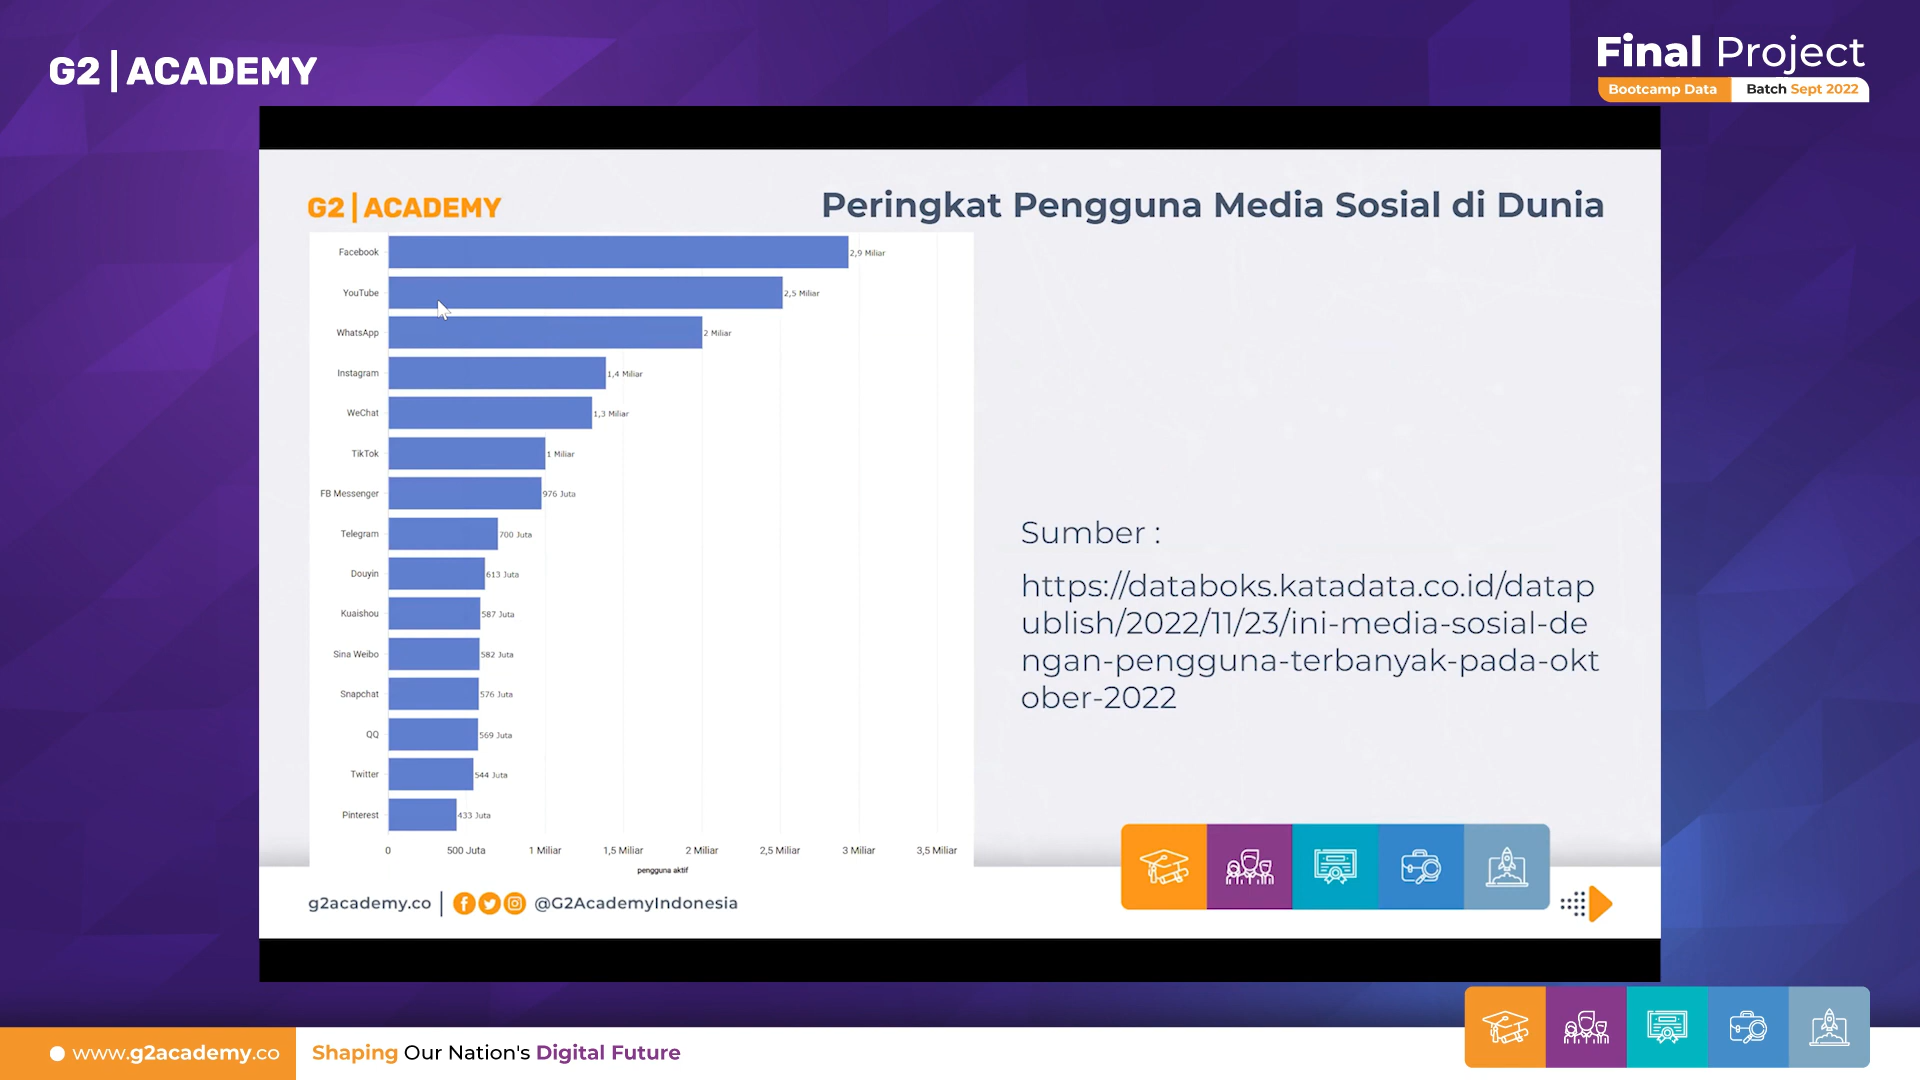 G2 | ACADEMY
Final Project
Bootcamp Data Batch Sept 2022
G2 | ACADEMY
Peringkat Pengguna Media Sosial di Dunia
Facebook 2,9 Miliar
YouTube 2,5 Miliar
WhatsApp 2 Miliar
Instagram 1,4 Miliar
WeChat 1,3 Miliar
TikTok 1 Miliar
FB Messenger 976 Juta
Telegram 700 Juta
Douyin 613 Juta
Kuaishou 587 Juta
Sina Weibo 582 Juta
Snapchat 576 Juta
QQ 569 Juta
Twitter 544 Juta
Pinterest 433 Juta
0 500 Juta 1 Miliar 1,5 Miliar 2 Miliar 2,5 Miliar 3 Miliar 3,5 Miliar
pengguna aktif
Sumber :
https://databoks.katadata.co.id/datap
ublish/2022/11/23/ini-media-sosial-de
ngan-pengguna-terbanyak-pada-okt
ober-2022
g2academy.co | @G2AcademyIndonesia
www.g2academy.co
Shaping Our Nation's Digital Future